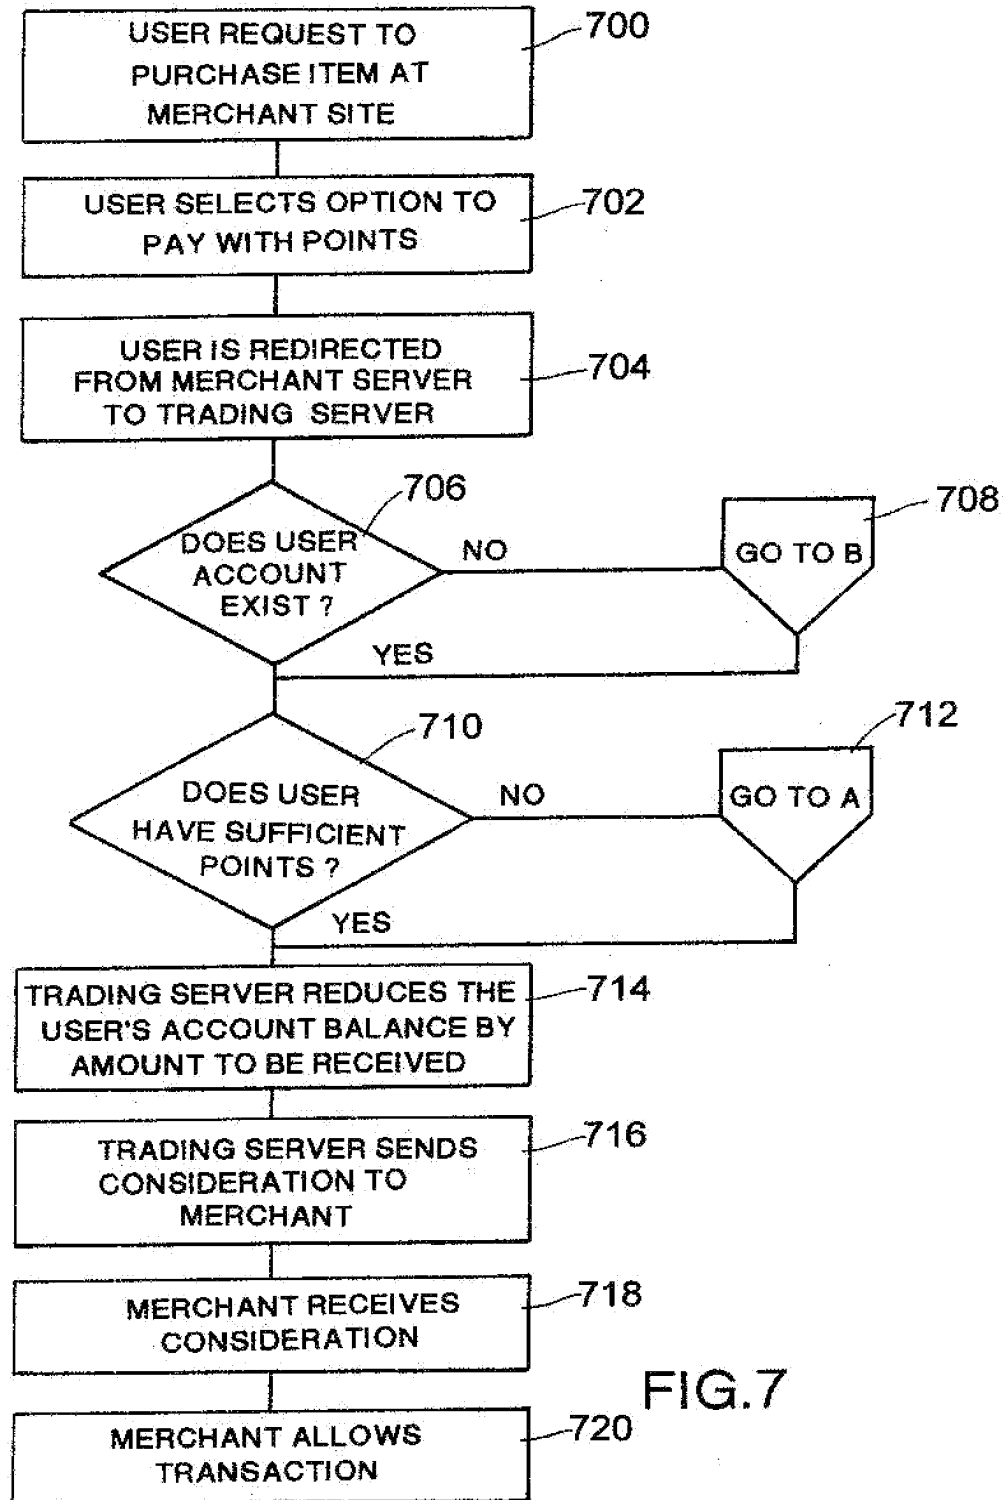 USER REQUEST TO
PURCHASE ITEM AT
MERCHANT SITE
700
USER SELECTS OPTION TO
PAY WITH POINTS
702
USER IS REDIRECTED
FROM MERCHANT SERVER
TO TRADING SERVER
704
DOES USER
ACCOUNT
EXIST ?
706
NO
GO TO B
708
YES
DOES USER
HAVE SUFFICIENT
POINTS ?
710
NO
GO TO A
712
YES
TRADING SERVER REDUCES THE
USER'S ACCOUNT BALANCE BY
AMOUNT TO BE RECEIVED
714
TRADING SERVER SENDS
CONSIDERATION TO
MERCHANT
716
MERCHANT RECEIVES
CONSIDERATION
718
MERCHANT ALLOWS
TRANSACTION
720
FIG.7